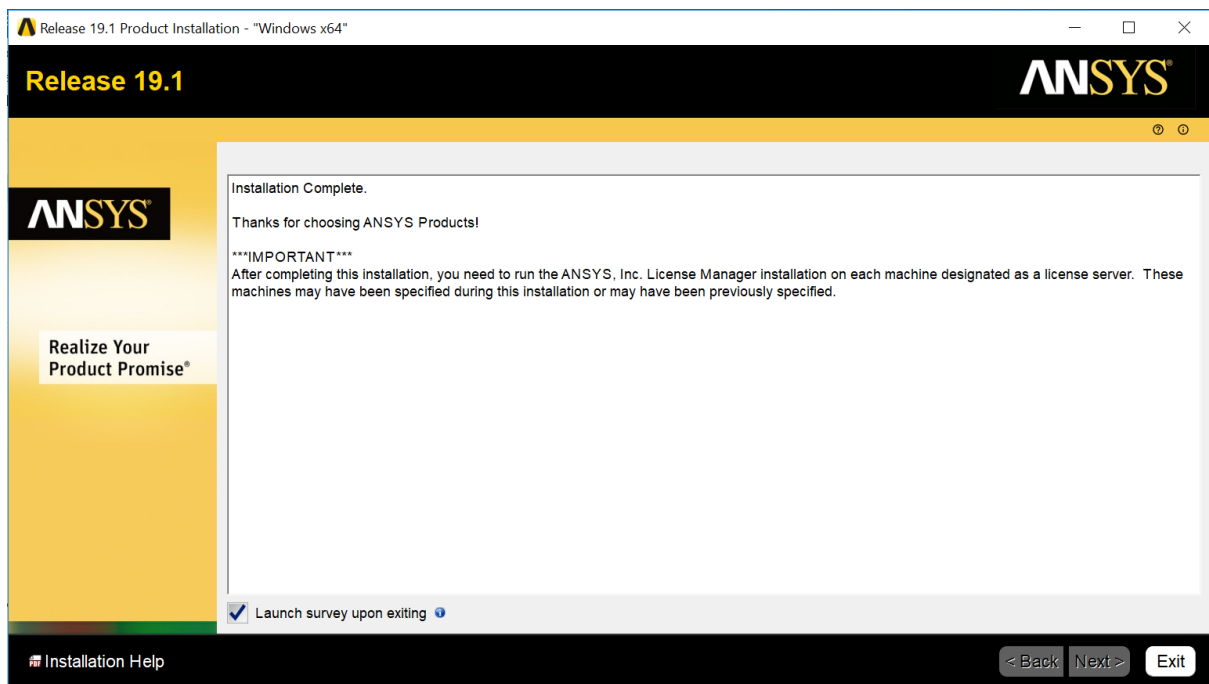 Release 19.1 Product Installation - "Windows x64"
Release 19.1
ANSYS®
ANSYS®
Realize Your
Product Promise®
Installation Complete.
Thanks for choosing ANSYS Products!
***IMPORTANT***
After completing this installation, you need to run the ANSYS, Inc. License Manager installation on each machine designated as a license server.  These
machines may have been specified during this installation or may have been previously specified.
Launch survey upon exiting
PDF Installation Help
< Back Next > Exit